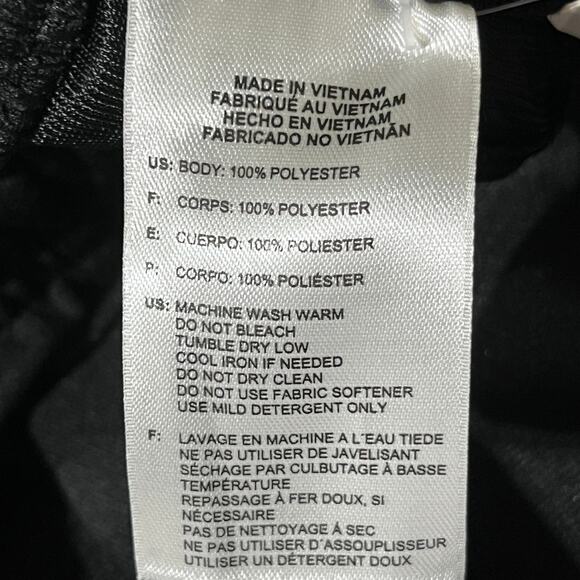 MADE IN VIETNAM
FABRIQUÉ AU VIETNAM
HECHO EN VIETNAM
FABRICADO NO VIETNÃN
US: BODY: 100% POLYESTER
F: CORPS: 100% POLYESTER
E: CUERPO: 100% POLIESTER
P: CORPO: 100% POLIÉSTER
US: MACHINE WASH WARM
DO NOT BLEACH
TUMBLE DRY LOW
COOL IRON IF NEEDED
DO NOT DRY CLEAN
DO NOT USE FABRIC SOFTENER
USE MILD DETERGENT ONLY
F: LAVAGE EN MACHINE A L´EAU TIEDE
NE PAS UTILISER DE JAVELISANT
SÉCHAGE PAR CULBUTAGE À BASSE
TEMPÉRATURE
REPASSAGE À FER DOUX, SI
NÉCESSAIRE
PAS DE NETTOYAGE À SEC
NE PAS UTILISER D´ASSOUPLISSEUR
UTILISER UN DÉTERGENT DOUX